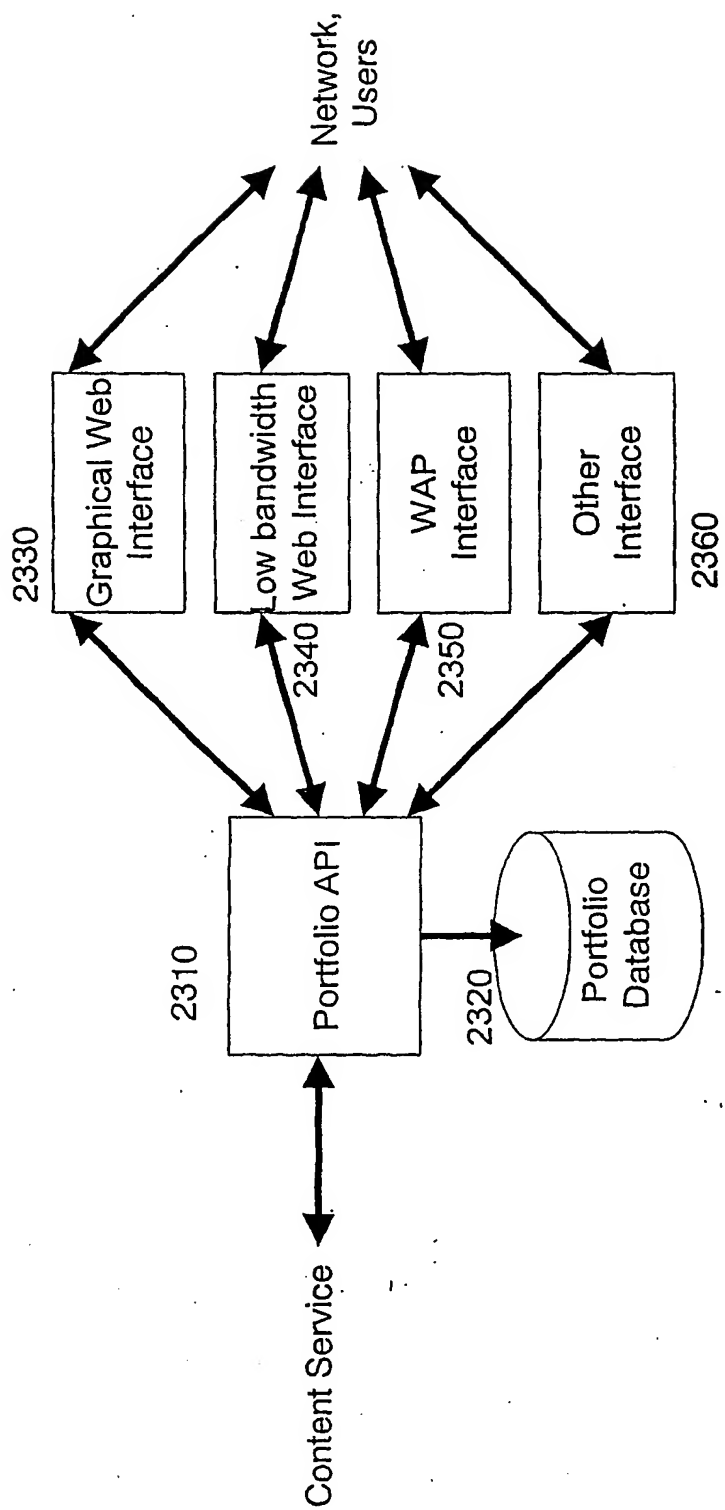 Content Service
2310
Portfolio API
2320
Portfolio
Database
2330
Graphical Web
Interface
Low bandwidth
Web Interface
2340
WAP
Interface
2350
Other
Interface
2360
Network,
Users